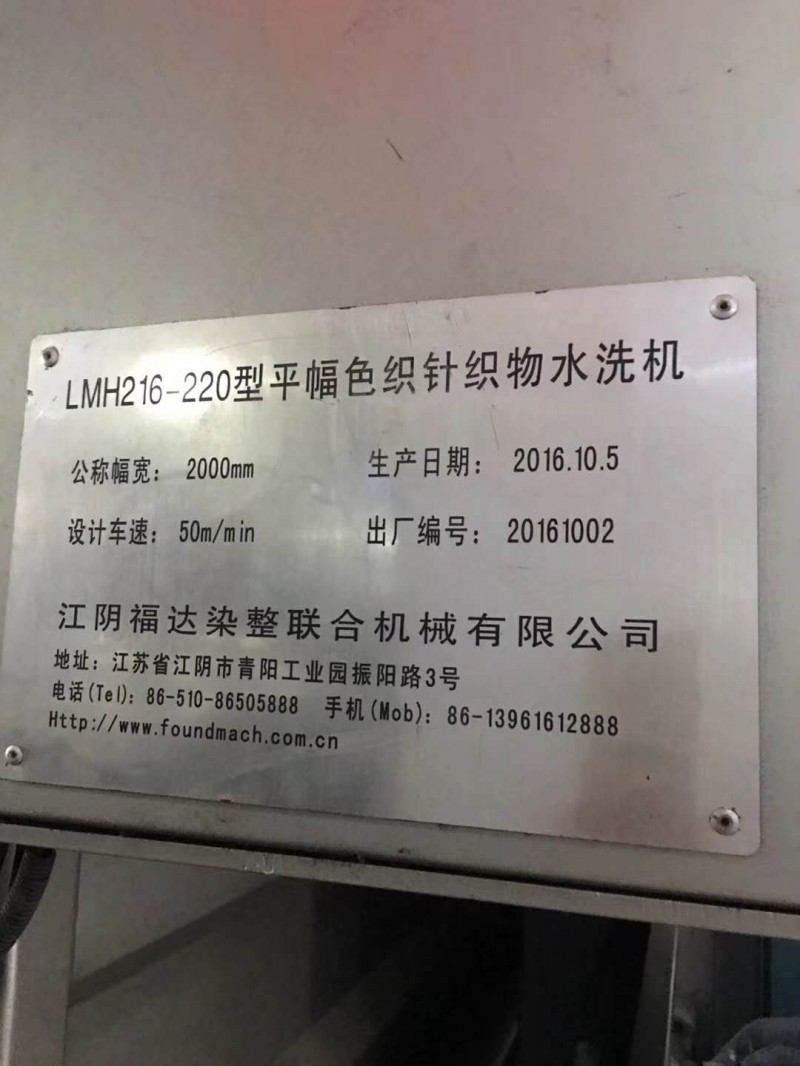 LMH216-220型平幅色织针织物水洗机
公称幅宽： 2000mm 生产日期： 2016.10.5
设计车速： 50m/min 出厂编号： 20161002
江阴福达染整联合机械有限公司
地址：江苏省江阴市青阳工业园振阳路3号
电话(Tel)：86-510-86505888 手机(Mob)：86-13961612888
Http://www.foundmach.com.cn